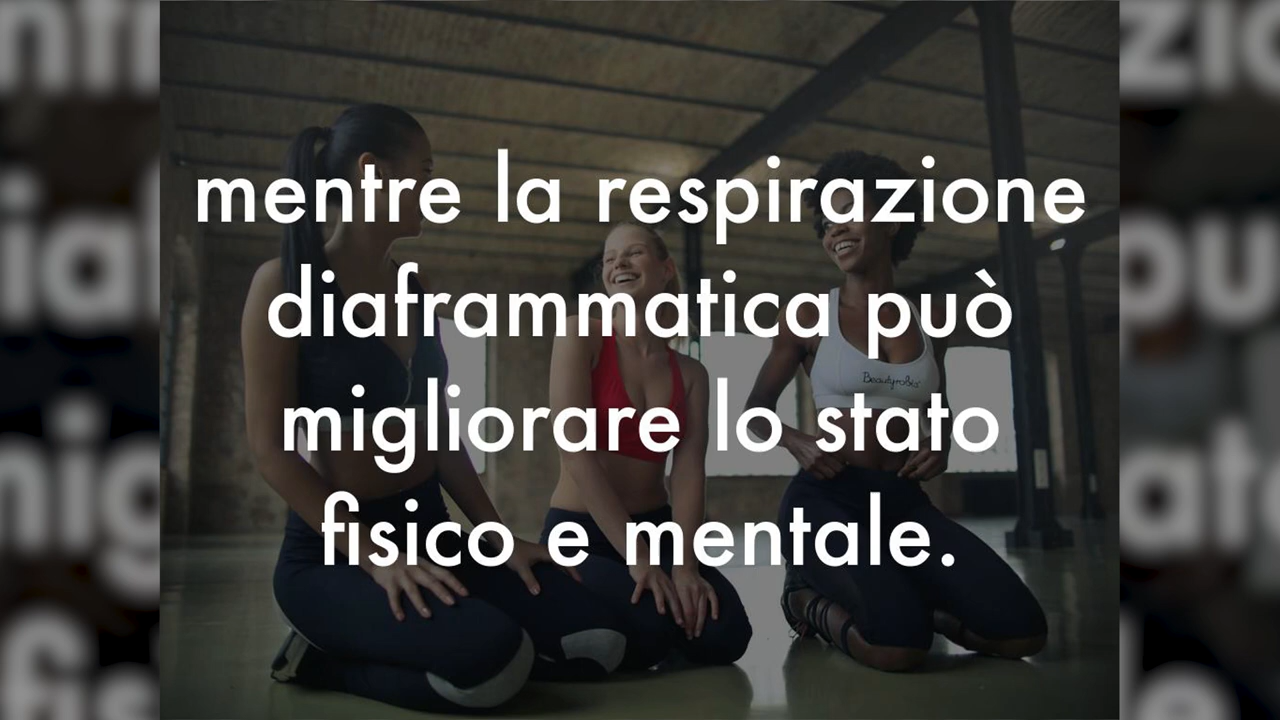 mentre la respirazione
diaframmatica può
migliorare lo stato
fisico e mentale.